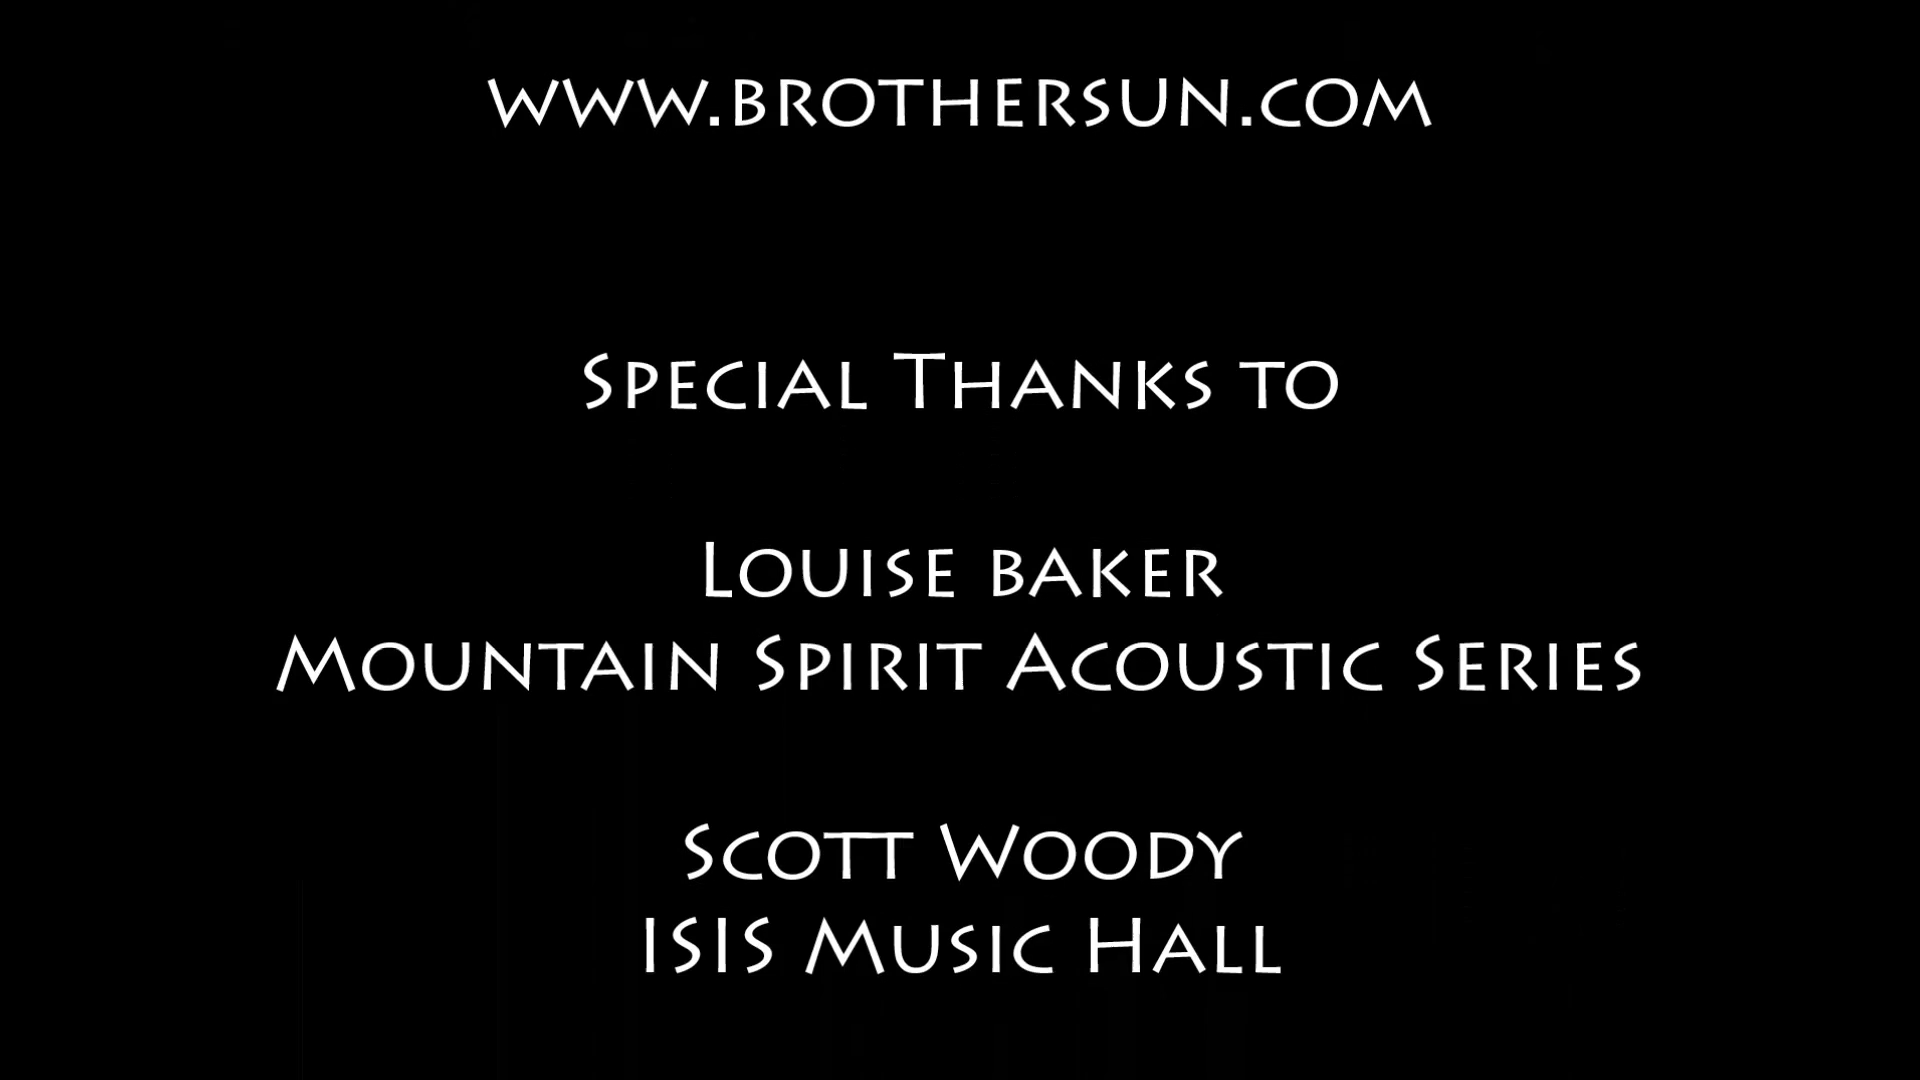 www.brothersun.com
Special Thanks to
Louise baker
Mountain Spirit Acoustic Series
Scott Woody
ISIS Music Hall